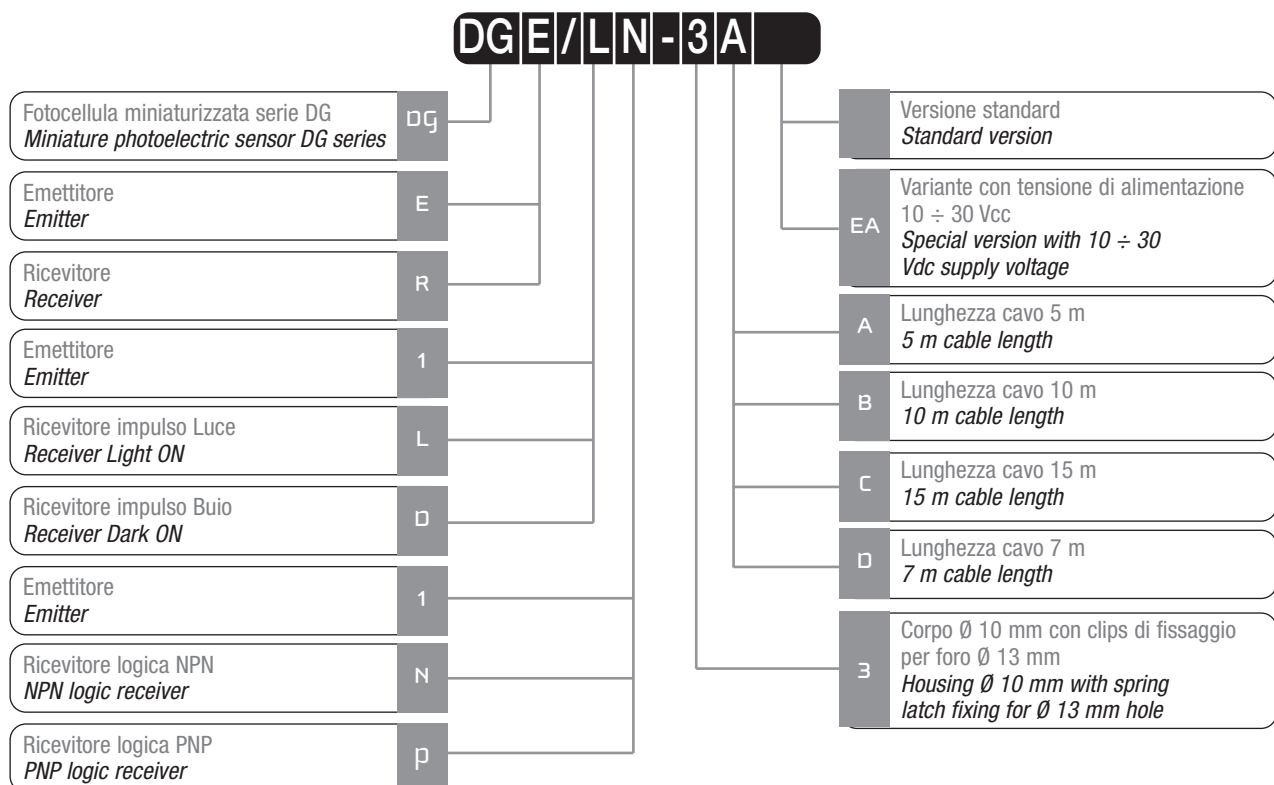 DGE/LN-3A
Fotocellula miniaturizzata serie DG
Miniature photoelectric sensor DG series
DG
Emettitore
Emitter
E
Ricevitore
Receiver
R
Emettitore
Emitter
1
Ricevitore impulso Luce
Receiver Light ON
L
Ricevitore impulso Buio
Receiver Dark ON
D
Emettitore
Emitter
1
Ricevitore logica NPN
NPN logic receiver
N
Ricevitore logica PNP
PNP logic receiver
P
Versione standard
Standard version
EA
Variante con tensione di alimentazione
10 ÷ 30 Vcc
Special version with 10 ÷ 30
Vdc supply voltage
A
Lunghezza cavo 5 m
5 m cable length
B
Lunghezza cavo 10 m
10 m cable length
C
Lunghezza cavo 15 m
15 m cable length
D
Lunghezza cavo 7 m
7 m cable length
3
Corpo Ø 10 mm con clips di fissaggio
per foro Ø 13 mm
Housing Ø 10 mm with spring
latch fixing for Ø 13 mm hole